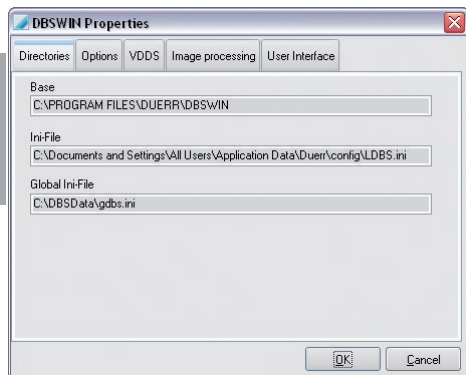 DBSWIN Properties
Directories Options VDDS Image processing User Interface
Base
C:\PROGRAM FILES\DUERR\DBSWIN
Ini-File
C:\Documents and Settings\All Users\Application Data\Duerr\config\LDBS.ini
Global Ini-File
C:\DBSData\gdbs.ini
OK Cancel